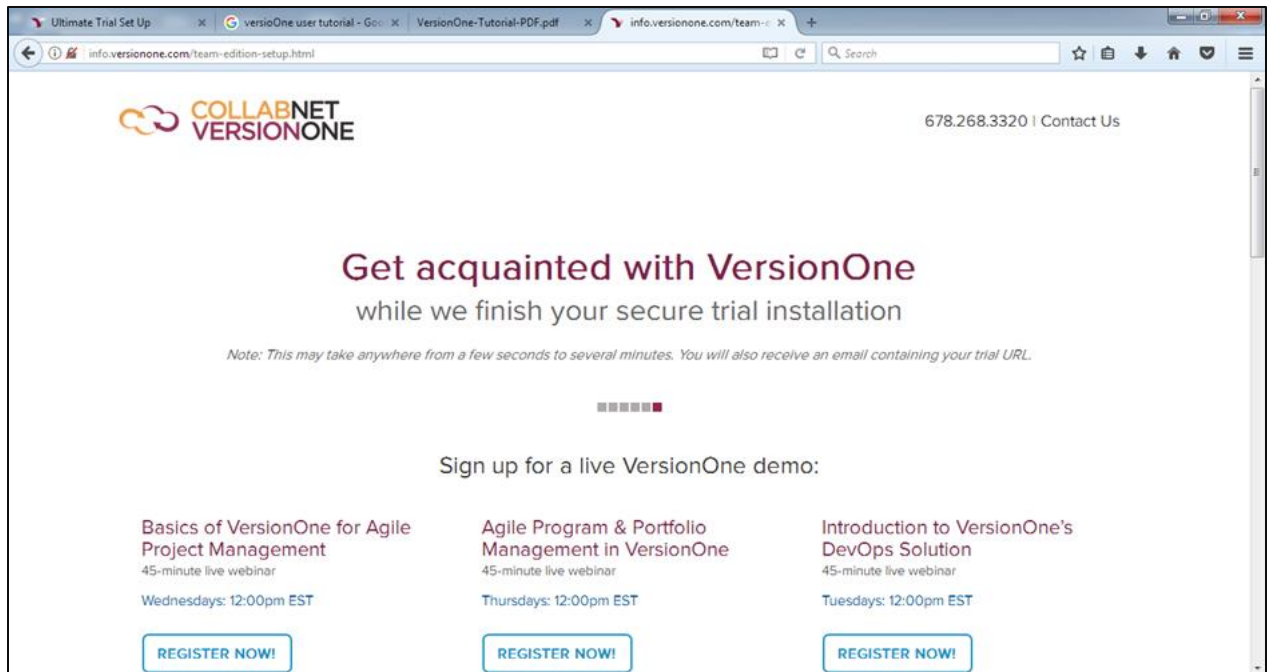 Ultimate Trial Set Up
versioOne user tutorial - Goo
VersionOne-Tutorial-PDF.pdf
info.versionone.com/team-e
info.versionone.com/team-edition-setup.html
Search
COLLABNET
VERSIONONE
678.268.3320 | Contact Us
Get acquainted with VersionOne
while we finish your secure trial installation
Note: This may take anywhere from a few seconds to several minutes. You will also receive an email containing your trial URL.
Sign up for a live VersionOne demo:
Basics of VersionOne for Agile
Project Management
45-minute live webinar
Wednesdays: 12:00pm EST
REGISTER NOW!
Agile Program & Portfolio
Management in VersionOne
45-minute live webinar
Thursdays: 12:00pm EST
REGISTER NOW!
Introduction to VersionOne's
DevOps Solution
45-minute live webinar
Tuesdays: 12:00pm EST
REGISTER NOW!